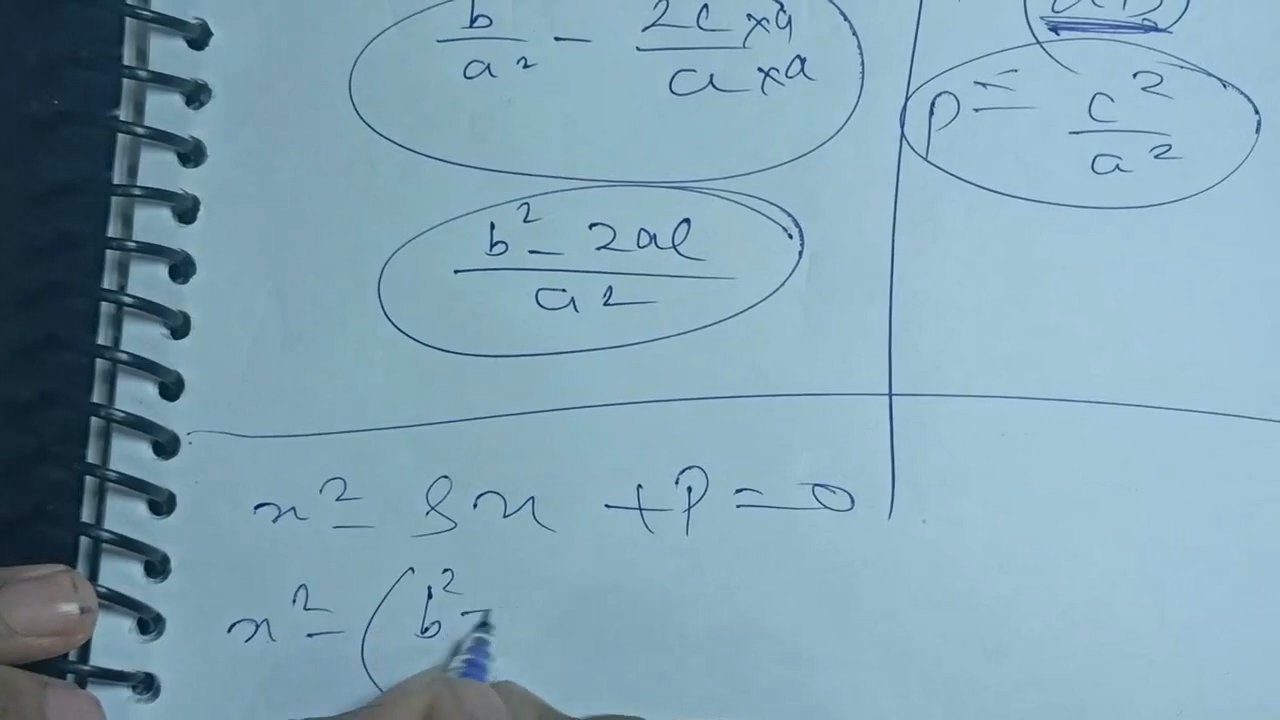 b/a² - 2c×a/a×a
p = c²/a²
b² - 2ac/a²
x² - Sx + P = 0
x² - (b² -